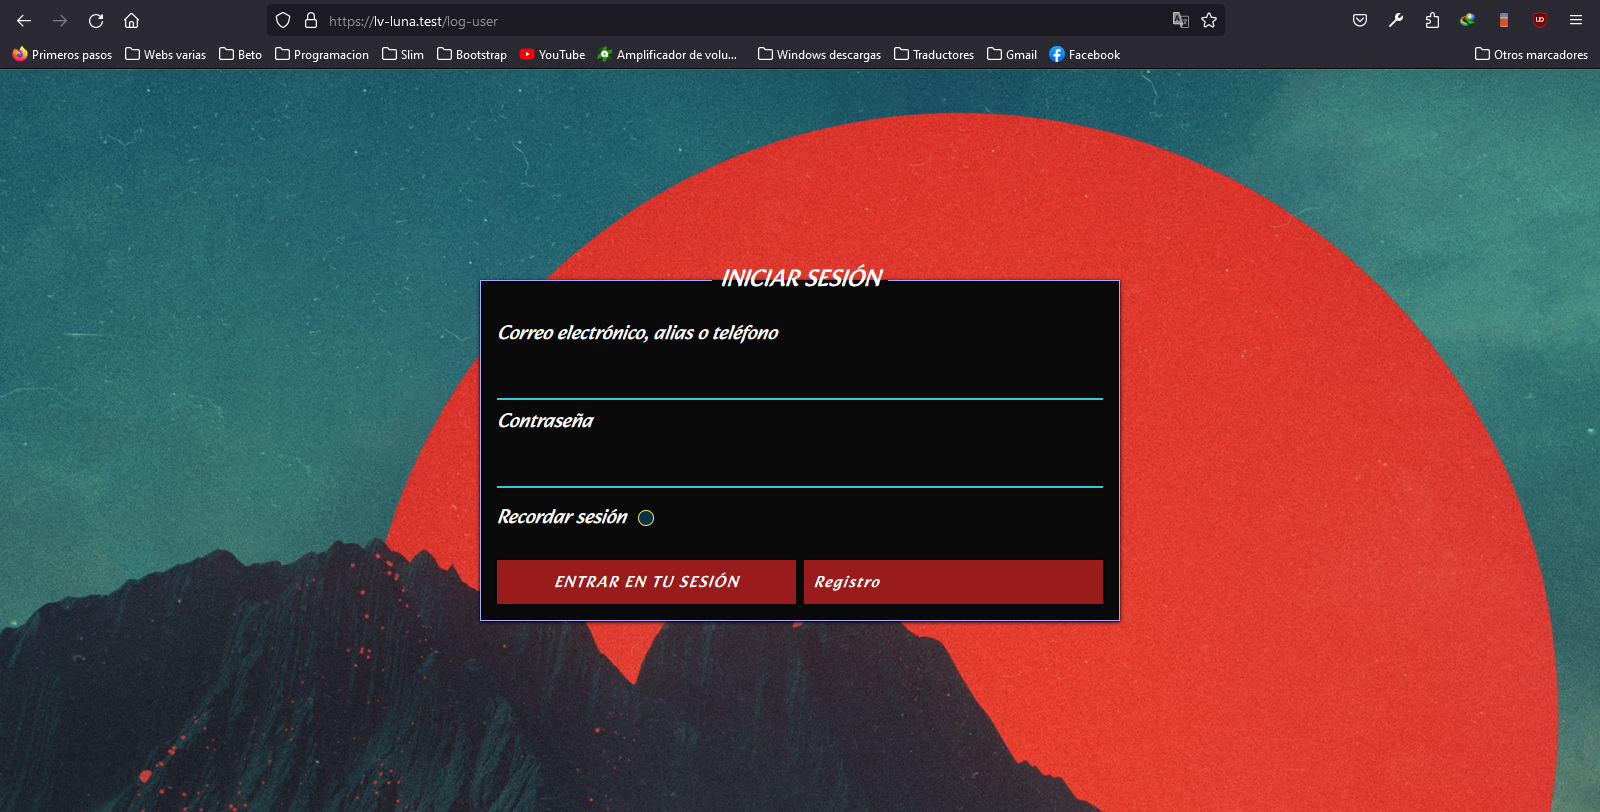 https://lv-luna.test/log-user
Primeros pasos Webs varias Beto Programacion Slim Bootstrap YouTube Amplificador de volu... Windows descargas Traductores Gmail Facebook Otros marcadores
INICIAR SESIÓN
Correo electrónico, alias o teléfono
Contraseña
Recordar sesión
ENTRAR EN TU SESIÓN Registro